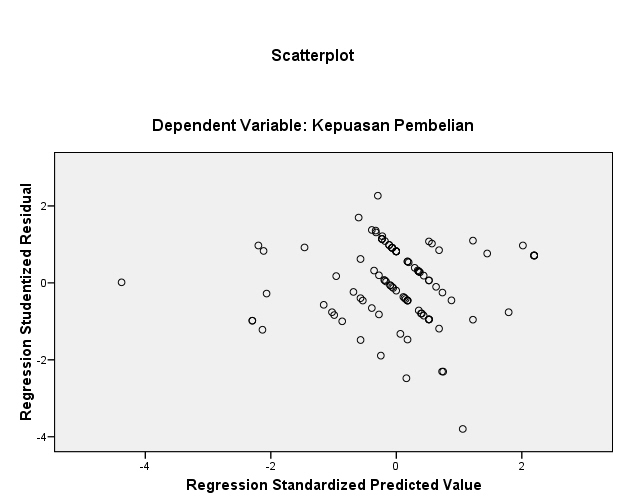 Scatterplot
Dependent Variable: Kepuasan Pembelian
Regression Studentized Residual
2
0
-2
-4
-4
-2
0
2
Regression Standardized Predicted Value